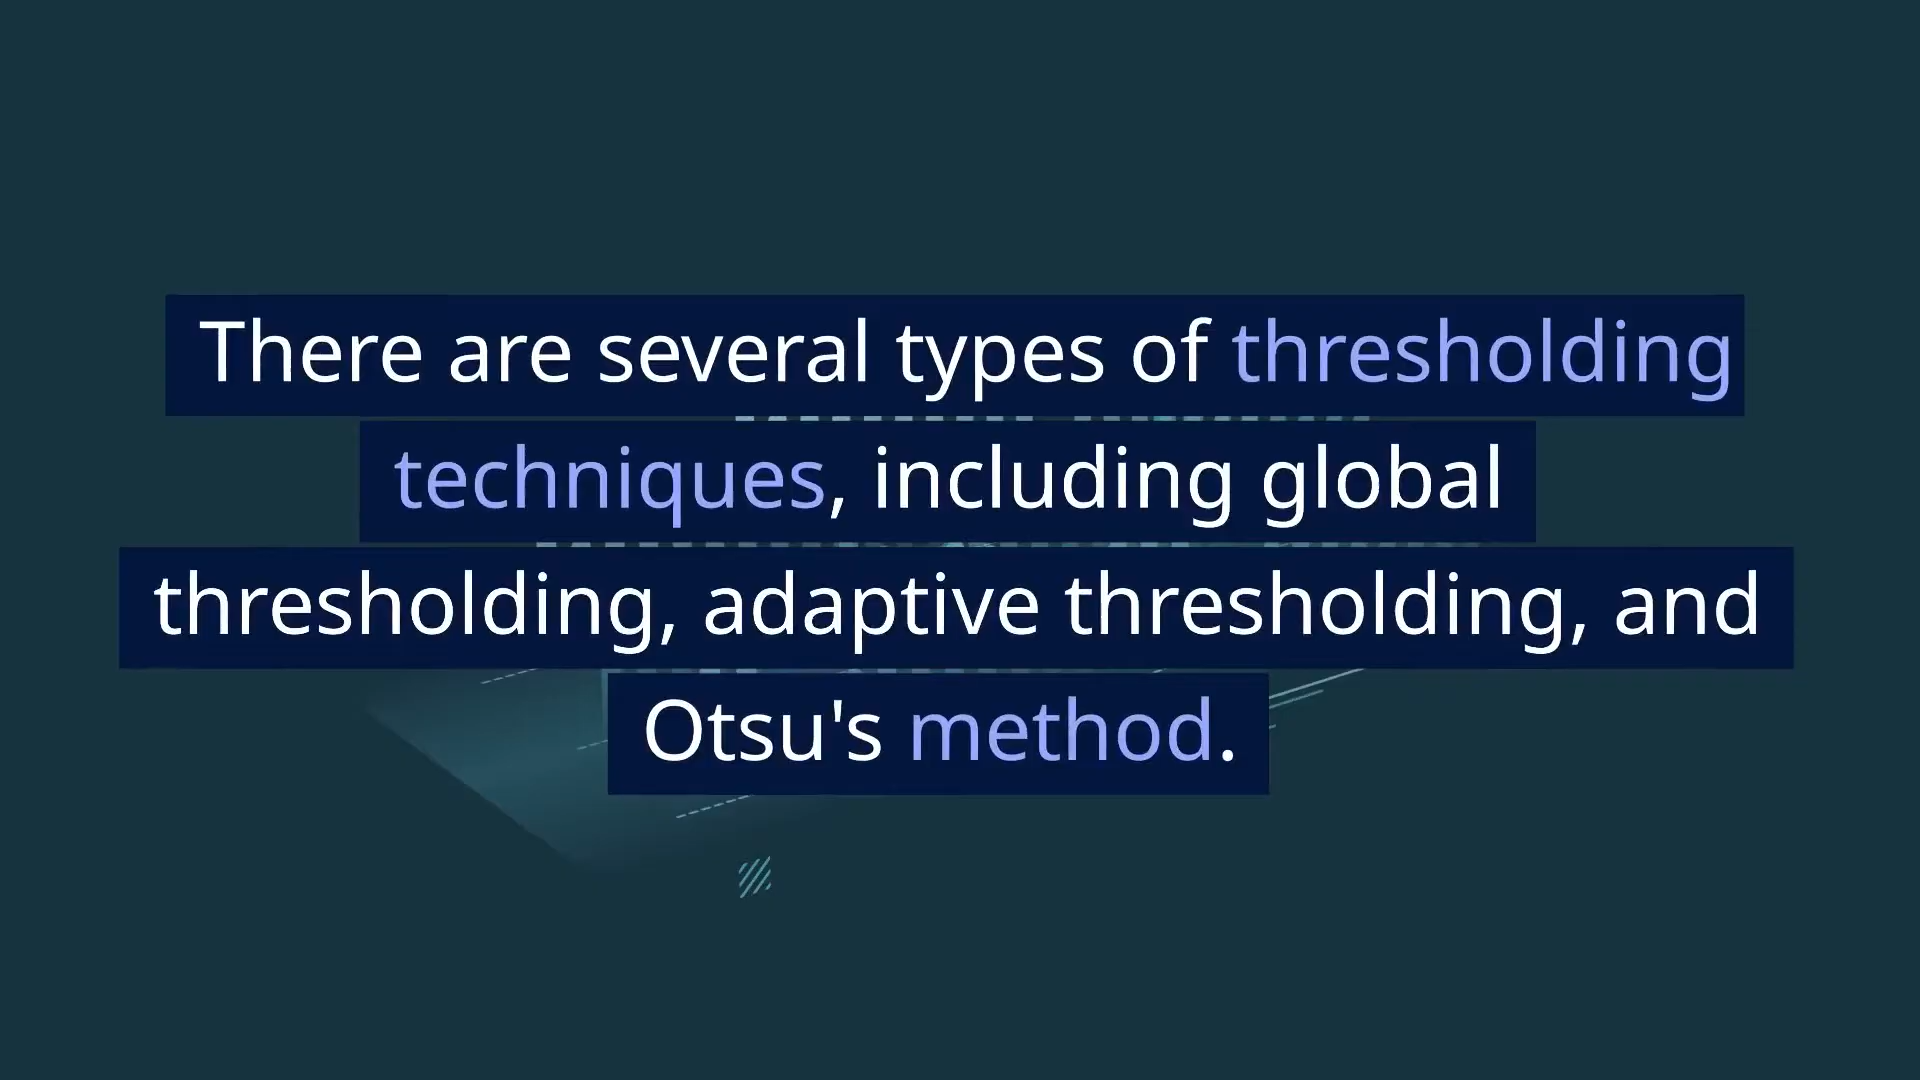 There are several types of thresholding
techniques, including global
thresholding, adaptive thresholding, and
Otsu's method.